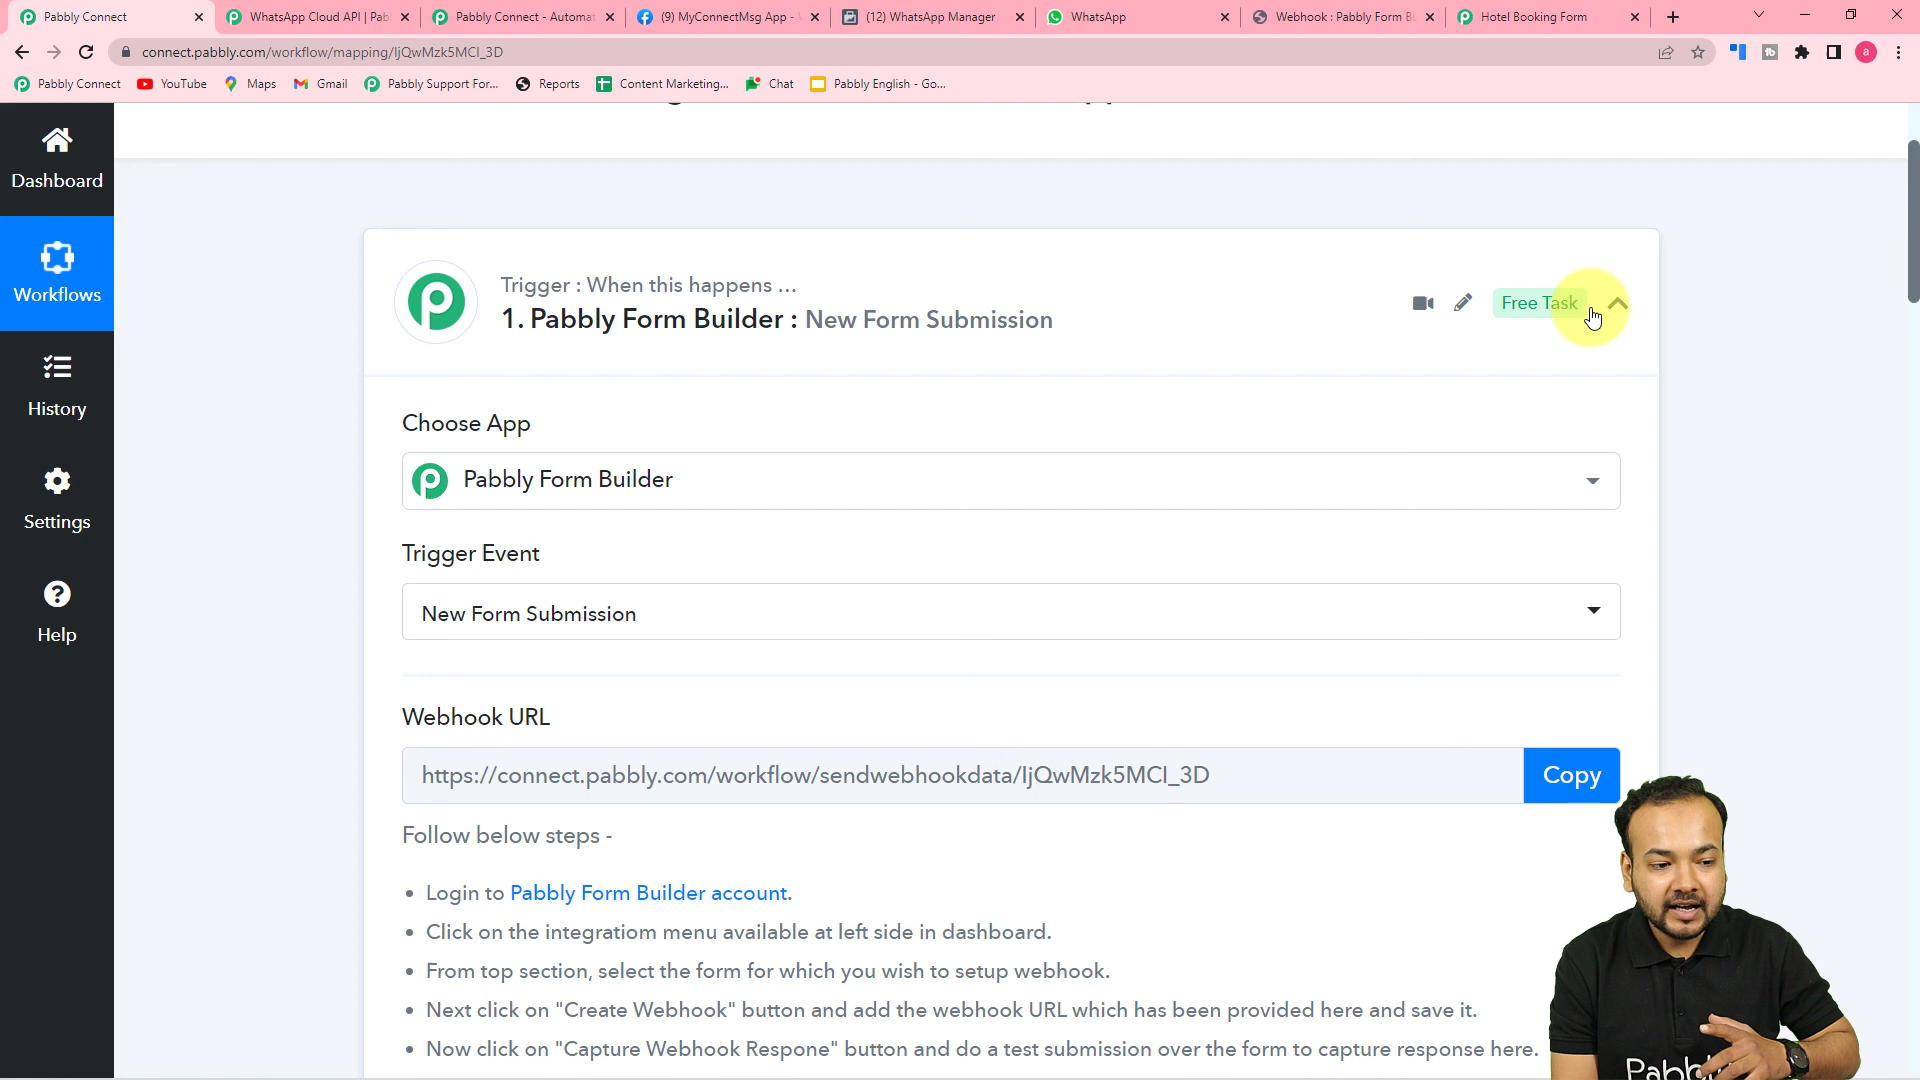 Pabbly Connect
WhatsApp Cloud API | Pab
Pabbly Connect - Automat
(9) MyConnectMsg App -
(12) WhatsApp Manager
WhatsApp
Webhook : Pabbly Form B
Hotel Booking Form
connect.pabbly.com/workflow/mapping/IjQwMzk5MCI_3D
Pabbly Connect
YouTube
Maps
Gmail
Pabbly Support For...
Reports
Content Marketing...
Chat
Pabbly English - Go...
Dashboard
Workflows
History
Settings
Help
Trigger : When this happens ...
1. Pabbly Form Builder : New Form Submission
Free Task
Choose App
Pabbly Form Builder
Trigger Event
New Form Submission
Webhook URL
https://connect.pabbly.com/workflow/sendwebhookdata/IjQwMzk5MCI_3D
Copy
Follow below steps -
• Login to Pabbly Form Builder account.
• Click on the integratiom menu available at left side in dashboard.
• From top section, select the form for which you wish to setup webhook.
• Next click on "Create Webhook" button and add the webhook URL which has been provided here and save it.
• Now click on "Capture Webhook Respone" button and do a test submission over the form to capture response here.